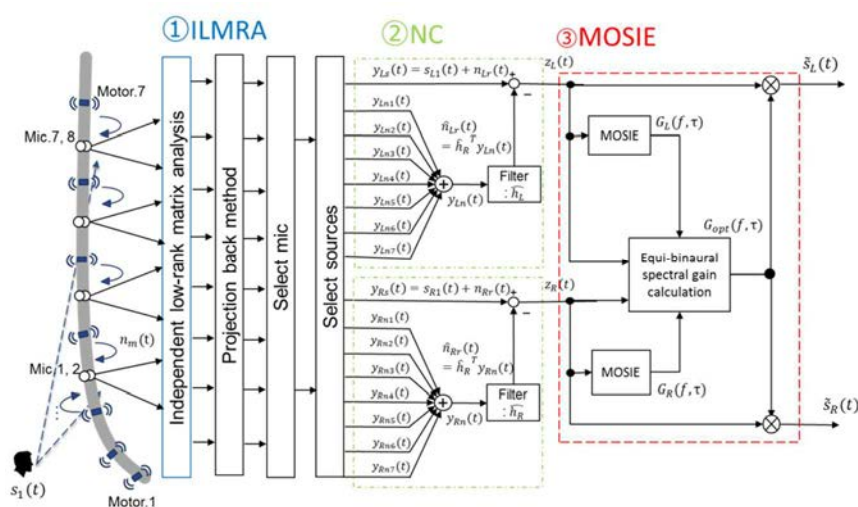 ①ILMRA
②NC
③MOSIE
Motor.7
Mic.7, 8
n_m(t)
Mic.1, 2
s_1(t)
Motor.1
Independent low-rank matrix analysis
Projection back method
Select mic
Select sources
y_Ls(t) = s_L1(t) + n_Lr(t)
+
−
y_Ln1(t)
y_Ln2(t)
y_Ln3(t)
y_Ln4(t)
y_Ln5(t)
y_Ln6(t)
y_Ln7(t)
n̂_Lr(t)
= ĥ_R^T y_Ln(t)
y_Ln(t)
Filter
: ĥ_L
y_Rs(t) = s_R1(t) + n_Rr(t)
+
−
y_Rn1(t)
y_Rn2(t)
y_Rn3(t)
y_Rn4(t)
y_Rn5(t)
y_Rn6(t)
y_Rn7(t)
n̂_Rr(t)
= ĥ_R^T y_Rn(t)
y_Rn(t)
Filter
: ĥ_R
z_L(t)
MOSIE
G_L(f,τ)
G_opt(f,τ)
Equi-binaural
spectral gain
calculation
z_R(t)
MOSIE
G_R(f,τ)
s̃_L(t)
s̃_R(t)